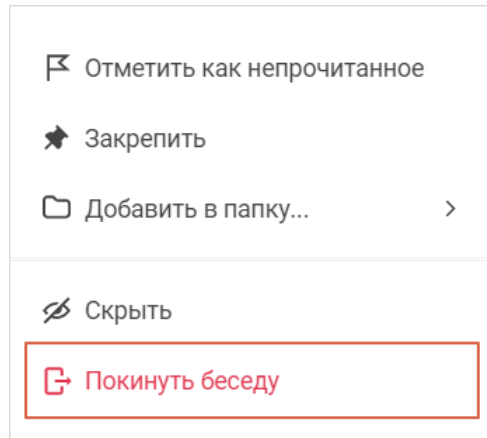 Отметить как непрочитанное
Закрепить
Добавить в папку...
Скрыть
Покинуть беседу